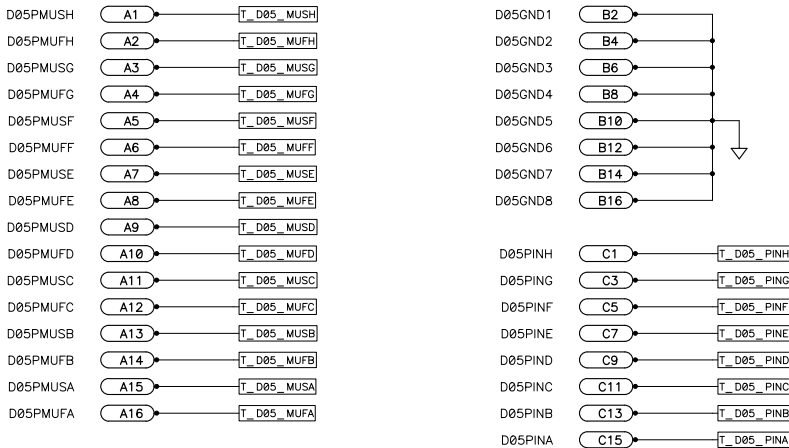 D05PMUSH A1 T_D05_MUSH
D05PMUFH A2 T_D05_MUFH
D05PMUSG A3 T_D05_MUSG
D05PMUFG A4 T_D05_MUFG
D05PMUSF A5 T_D05_MUSF
D05PMUFF A6 T_D05_MUFF
D05PMUSE A7 T_D05_MUSE
D05PMUFE A8 T_D05_MUFE
D05PMUSD A9 T_D05_MUSD
D05PMUFD A10 T_D05_MUFD
D05PMUSC A11 T_D05_MUSC
D05PMUFC A12 T_D05_MUFC
D05PMUSB A13 T_D05_MUSB
D05PMUFB A14 T_D05_MUFB
D05PMUSA A15 T_D05_MUSA
D05PMUFA A16 T_D05_MUFA
D05GND1 B2
D05GND2 B4
D05GND3 B6
D05GND4 B8
D05GND5 B10
D05GND6 B12
D05GND7 B14
D05GND8 B16
D05PINH C1 T_D05_PINH
D05PING C3 T_D05_PING
D05PINF C5 T_D05_PINF
D05PINE C7 T_D05_PINE
D05PIND C9 T_D05_PIND
D05PINC C11 T_D05_PINC
D05PINB C13 T_D05_PINB
D05PINA C15 T_D05_PINA